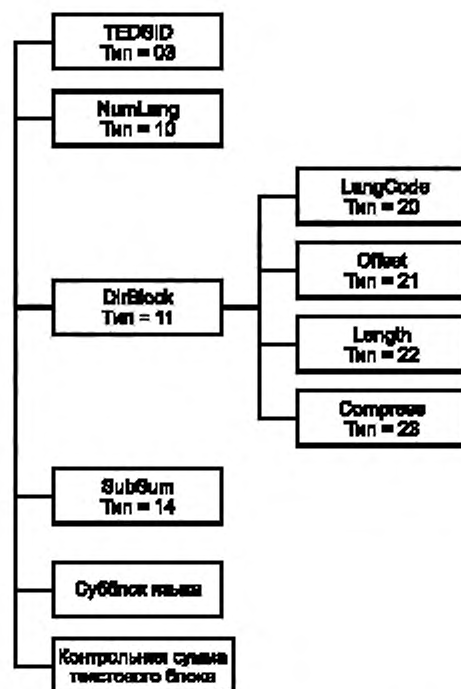 TEDSID
Тип = 03
NumLang
Тип = 10
LangCode
Тип = 20
Offset
Тип = 21
DirBlock
Тип = 11
Length
Тип = 22
Compress
Тип = 23
SubSum
Тип = 14
Субблок языка
Контрольная сумма
текстового блока